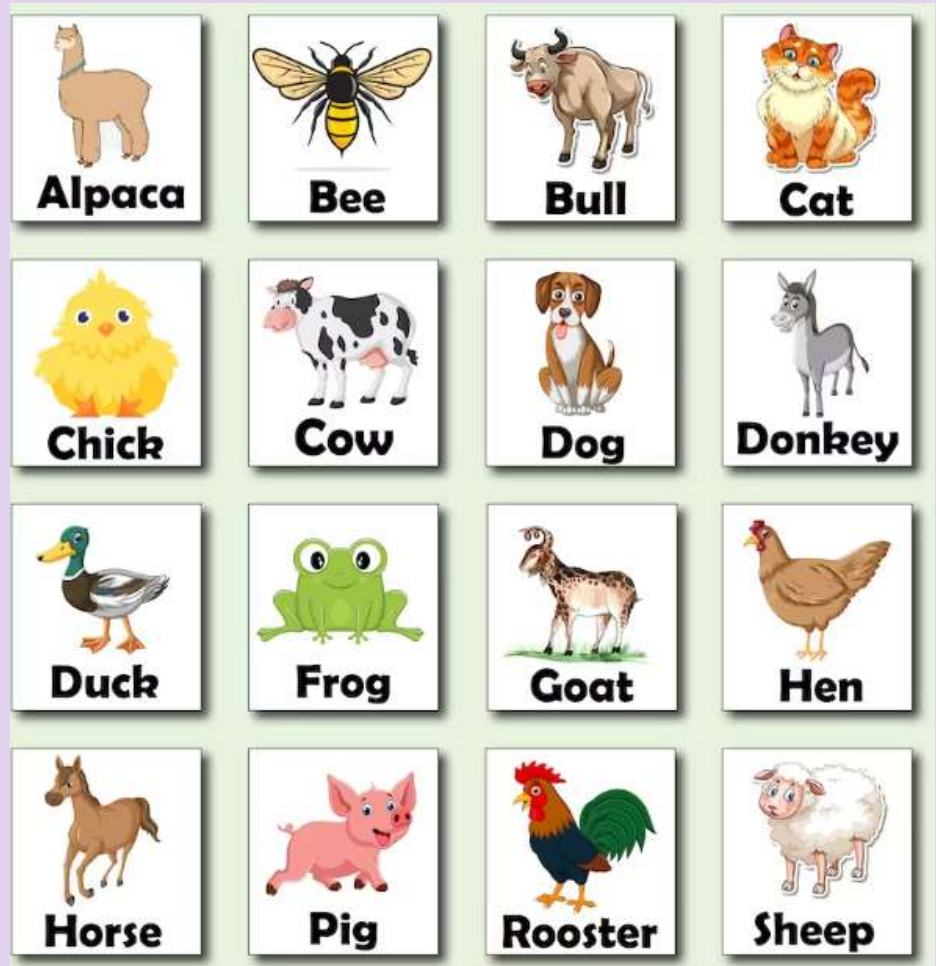 Alpaca
Bee
Bull
Cat
Chick
Cow
Dog
Donkey
Duck
Frog
Goat
Hen
Horse
Pig
Rooster
Sheep